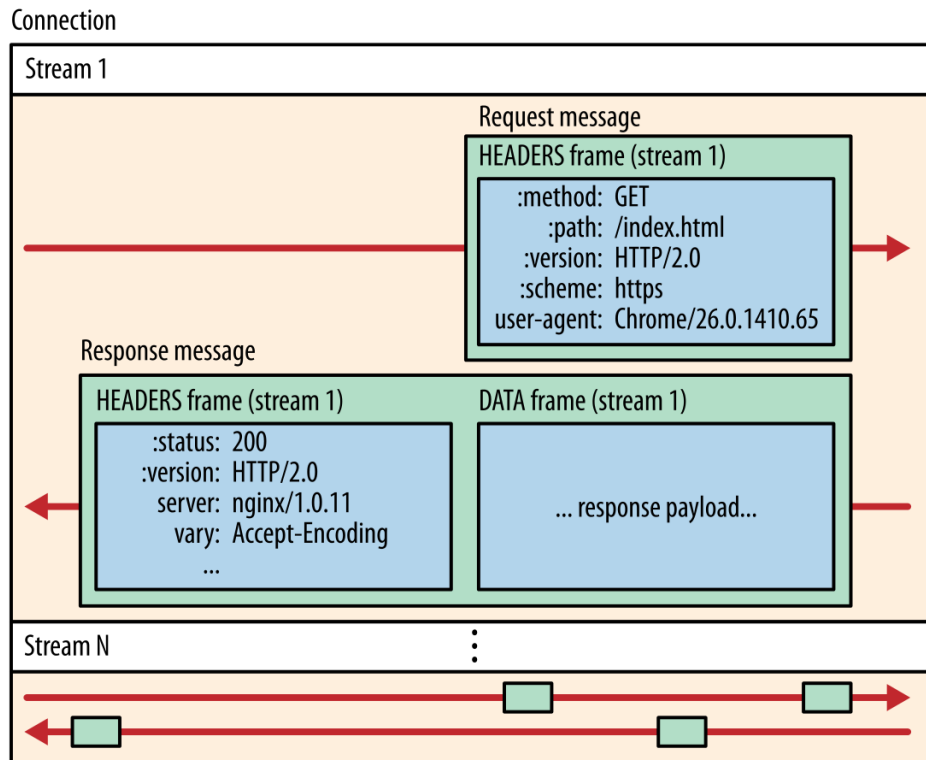 Connection
Stream 1
Request message
HEADERS frame (stream 1)
:method: GET
:path: /index.html
:version: HTTP/2.0
:scheme: https
user-agent: Chrome/26.0.1410.65
Response message
HEADERS frame (stream 1)
:status: 200
:version: HTTP/2.0
server: nginx/1.0.11
vary: Accept-Encoding
...
DATA frame (stream 1)
... response payload...
Stream N